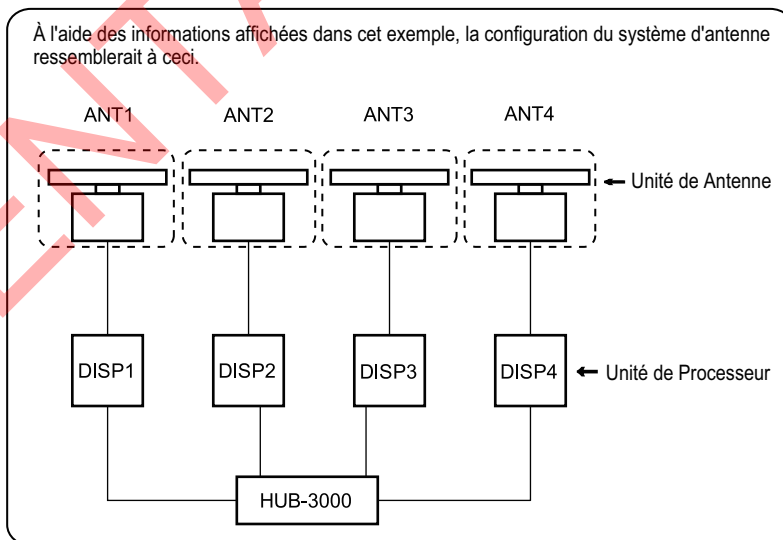 À l'aide des informations affichées dans cet exemple, la configuration du système d'antenne
ressemblerait à ceci.
ANT1 ANT2 ANT3 ANT4
Unité de Antenne
DISP1 DISP2 DISP3 DISP4 Unité de Processeur
HUB-3000